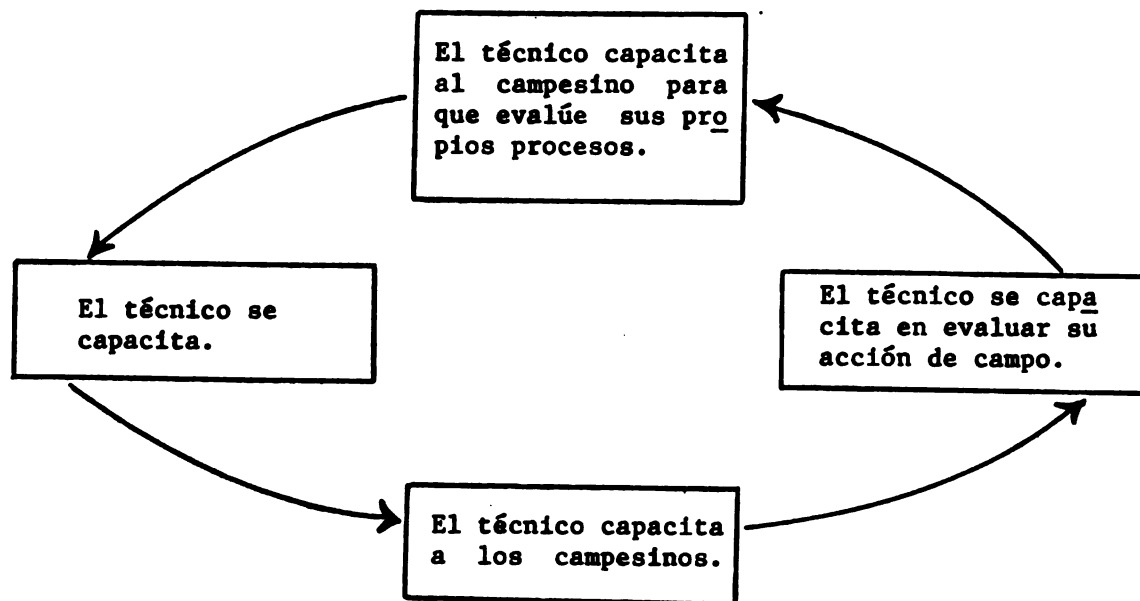 El técnico capacita
al campesino para
que evalúe sus pro
pios procesos.
El técnico se
capacita.
El técnico se capa
cita en evaluar su
acción de campo.
El técnico capacita
a los campesinos.